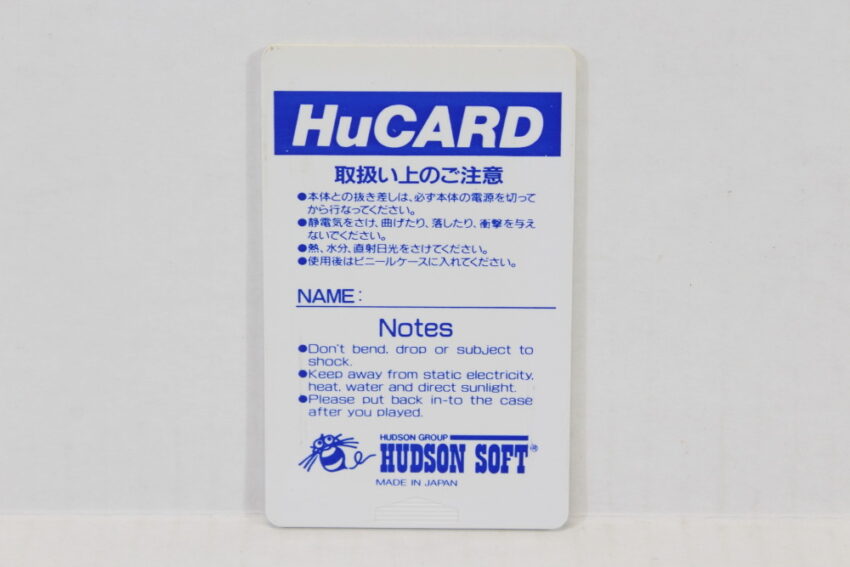 HuCARD
取扱い上のご注意
●本体との抜き差しは、必ず本体の電源を切って
から行なってください。
●静電気をさけ、曲げたり、落したり、衝撃を与え
ないでください。
●熱、水分、直射日光をさけてください。
●使用後はビニールケースに入れてください。
NAME:
Notes
●Don't bend, drop or subject to
shock.
●Keep away from static electricity,
heat, water and direct sunlight.
●Please put back in-to the case
after you played.
HUDSON GROUP
HUDSON SOFT®
MADE IN JAPAN